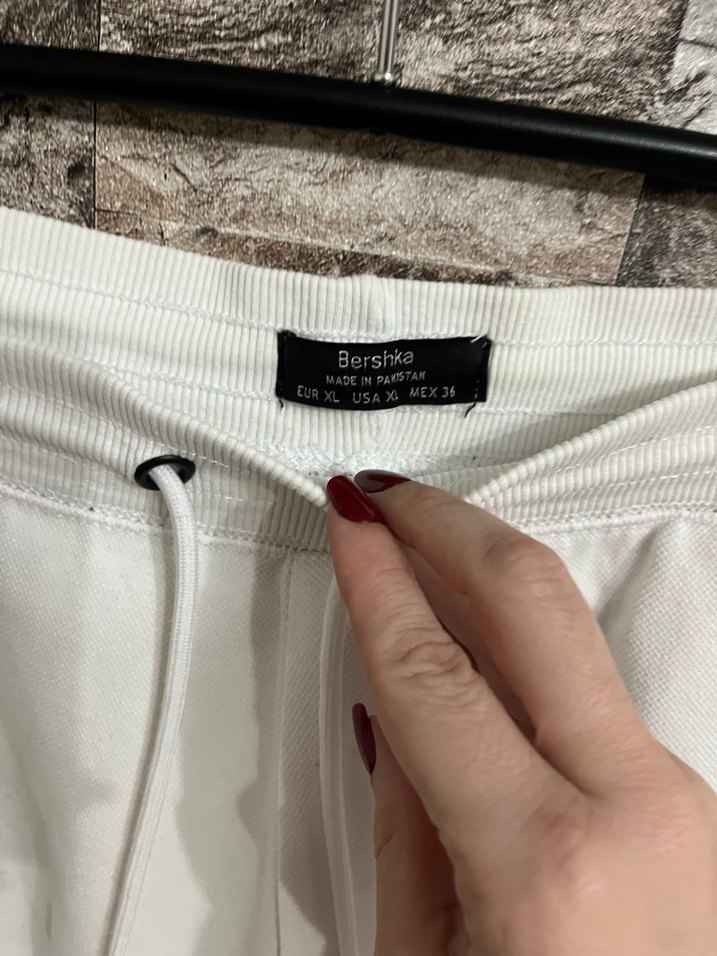 Bershka
MADE IN PAKISTAN
EUR XL USA XL MEX 36